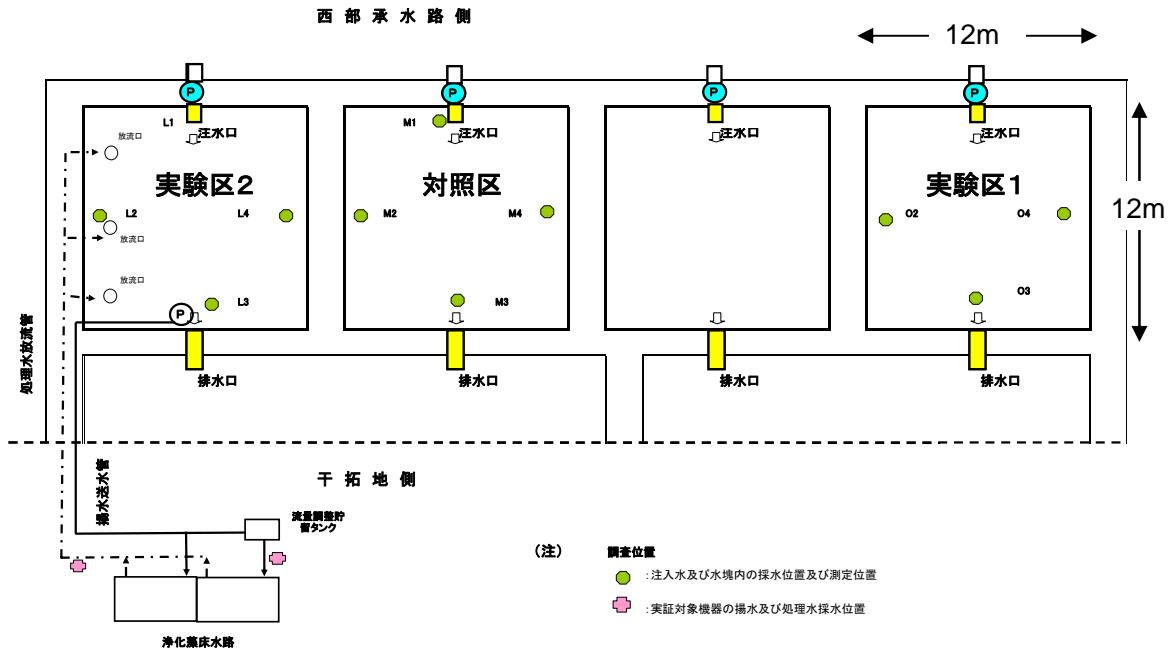 西部承水路側
12m
P
P
P
P
L1
注水口
M1
注水口
注水口
注水口
放流口
実験区2
対照区
実験区1
12m
L2
L4
M2
M4
O2
O4
放流口
放流口
L3
M3
O3
P
処理水放流管
排水口
排水口
排水口
排水口
揚水送水管
干拓地側
流量調整貯
留タンク
(注)
調査位置
:注入水及び水塊内の採水位置及び測定位置
:実証対象機器の揚水及び処理水採水位置
浄化藻床水路